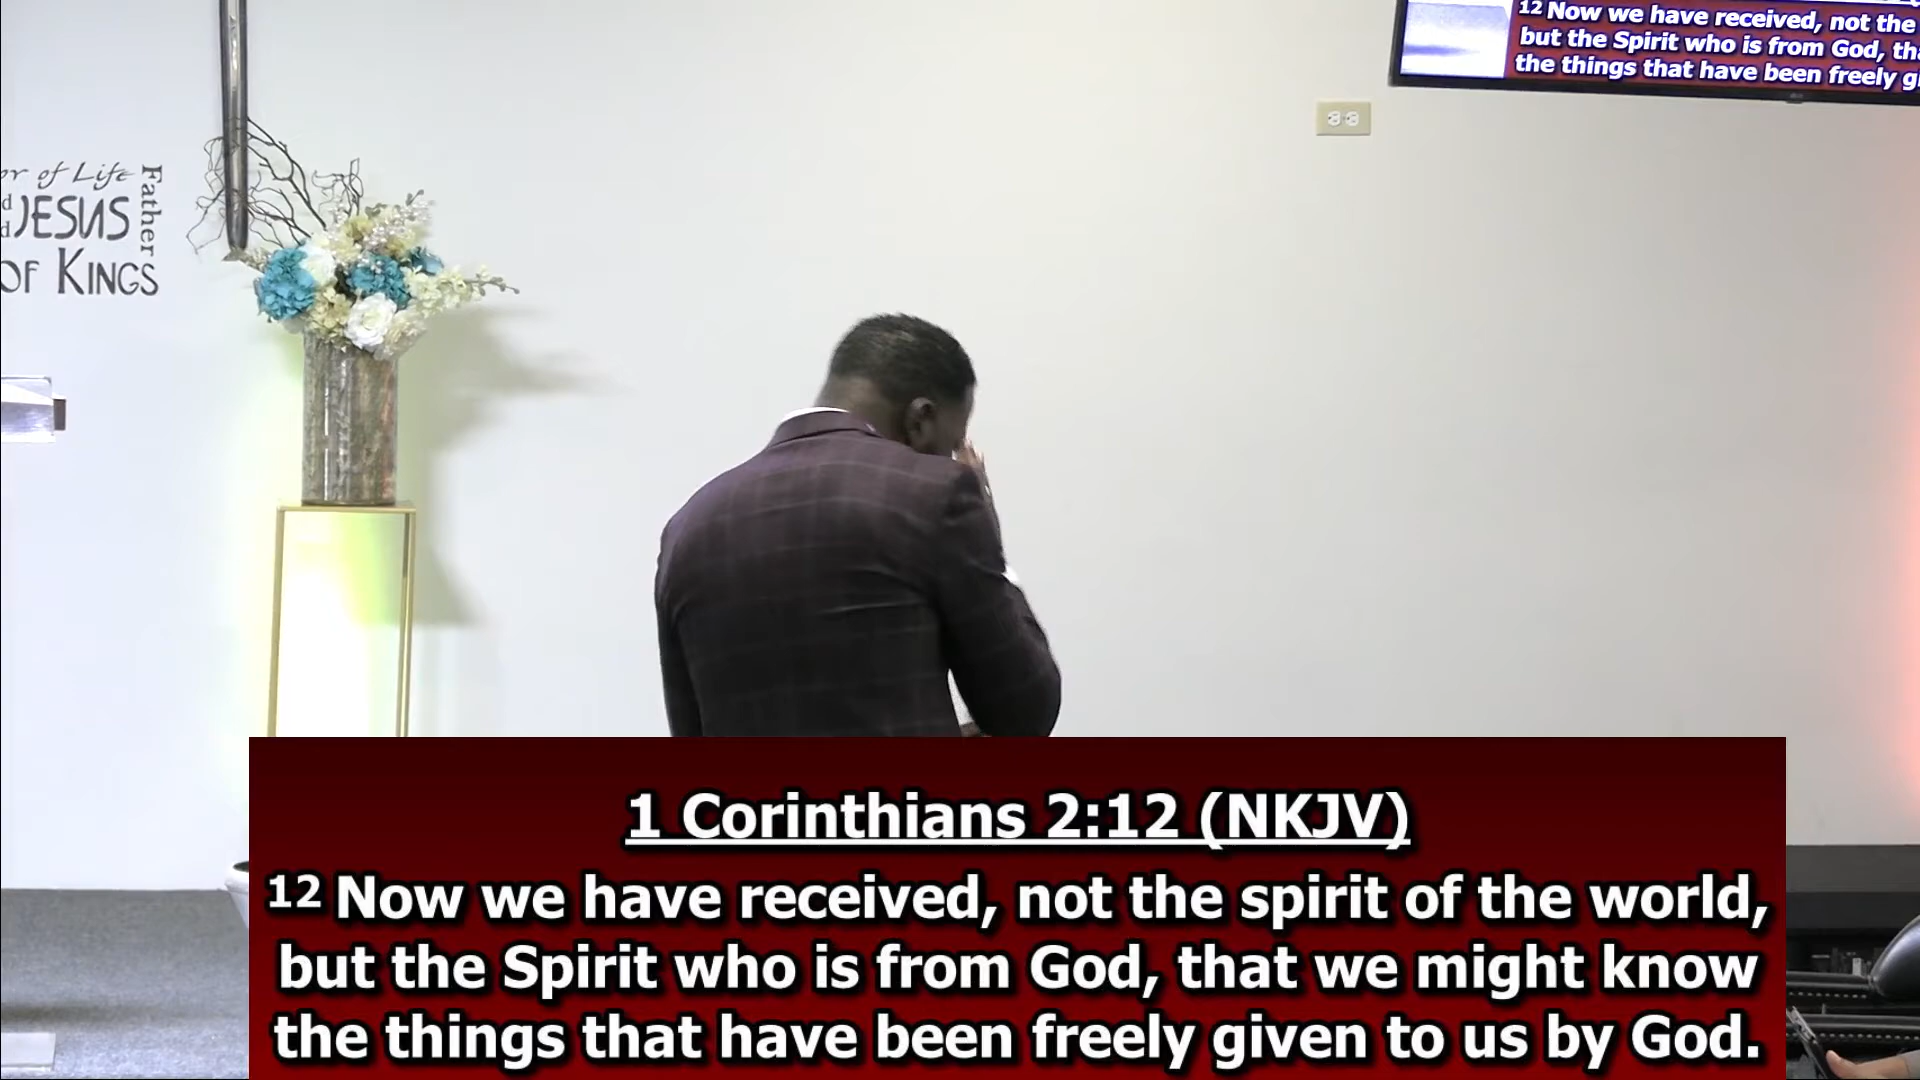 of Life
Father
JESUS
OF KINGS
12 Now we have received, not the
but the Spirit who is from God,
the things that have been freely
1 Corinthians 2:12 (NKJV)
12 Now we have received, not the spirit of the world,
but the Spirit who is from God, that we might know
the things that have been freely given to us by God.